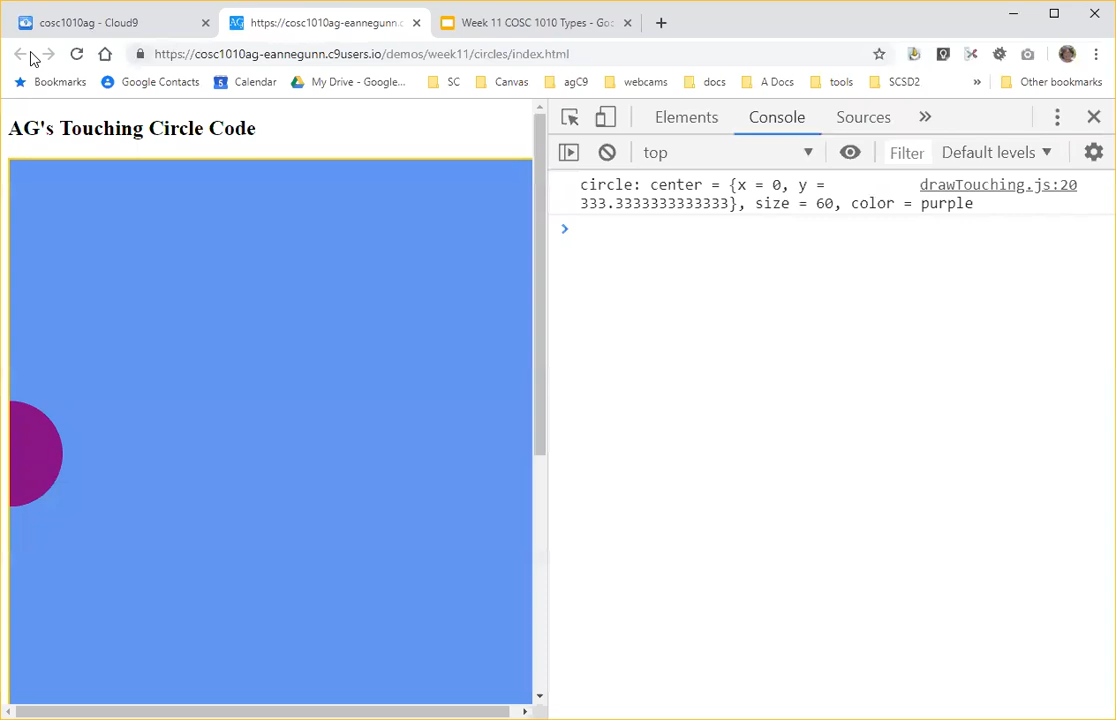 cosc1010ag - Cloud9
AG https://cosc1010ag-eannegunn.c
Week 11 COSC 1010 Types - Goo
https://cosc1010ag-eannegunn.c9users.io/demos/week11/circles/index.html
Bookmarks Google Contacts 5 Calendar My Drive - Google... SC Canvas agC9 webcams docs A Docs tools SCSD2 » Other bookmarks
AG's Touching Circle Code
Elements Console Sources »
top Filter Default levels
circle: center = {x = 0, y = drawTouching.js:20
333.3333333333333}, size = 60, color = purple